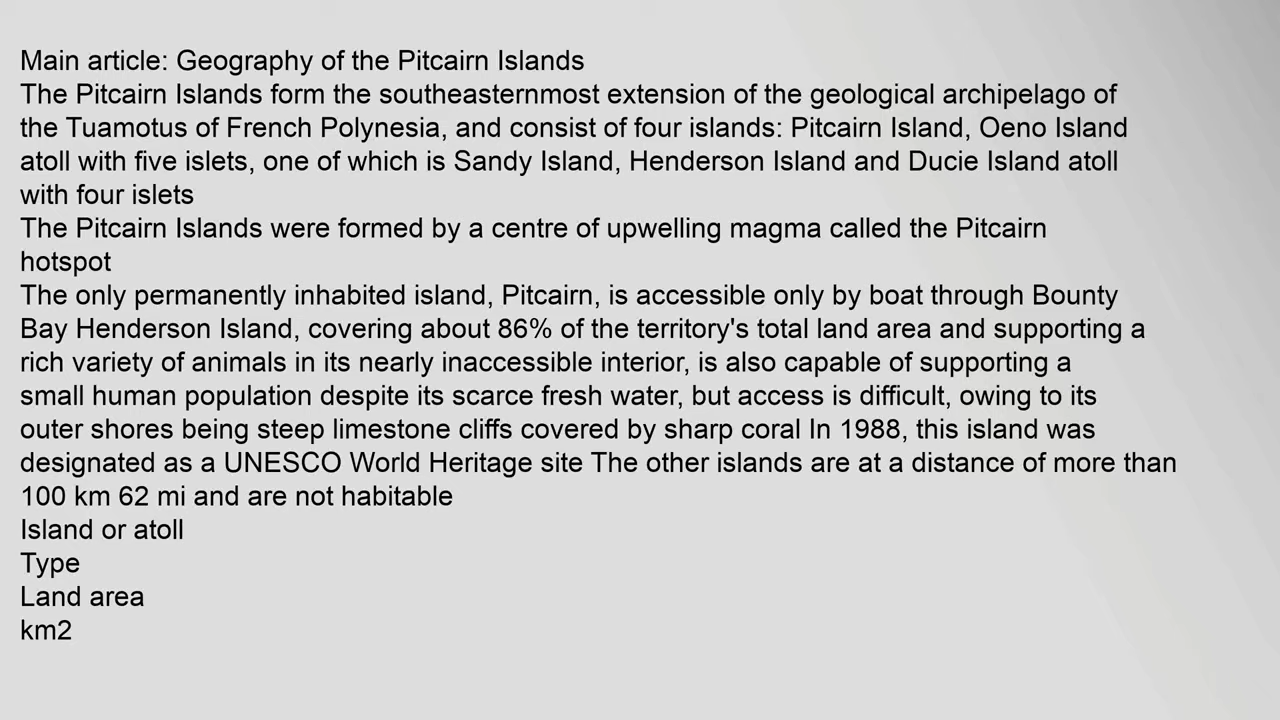 Main article: Geography of the Pitcairn Islands
The Pitcairn Islands form the southeasternmost extension of the geological archipelago of
the Tuamotus of French Polynesia, and consist of four islands: Pitcairn Island, Oeno Island
atoll with five islets, one of which is Sandy Island, Henderson Island and Ducie Island atoll
with four islets
The Pitcairn Islands were formed by a centre of upwelling magma called the Pitcairn
hotspot
The only permanently inhabited island, Pitcairn, is accessible only by boat through Bounty
Bay Henderson Island, covering about 86% of the territory's total land area and supporting a
rich variety of animals in its nearly inaccessible interior, is also capable of supporting a
small human population despite its scarce fresh water, but access is difficult, owing to its
outer shores being steep limestone cliffs covered by sharp coral In 1988, this island was
designated as a UNESCO World Heritage site The other islands are at a distance of more than
100 km 62 mi and are not habitable
Island or atoll
Type
Land area
km2